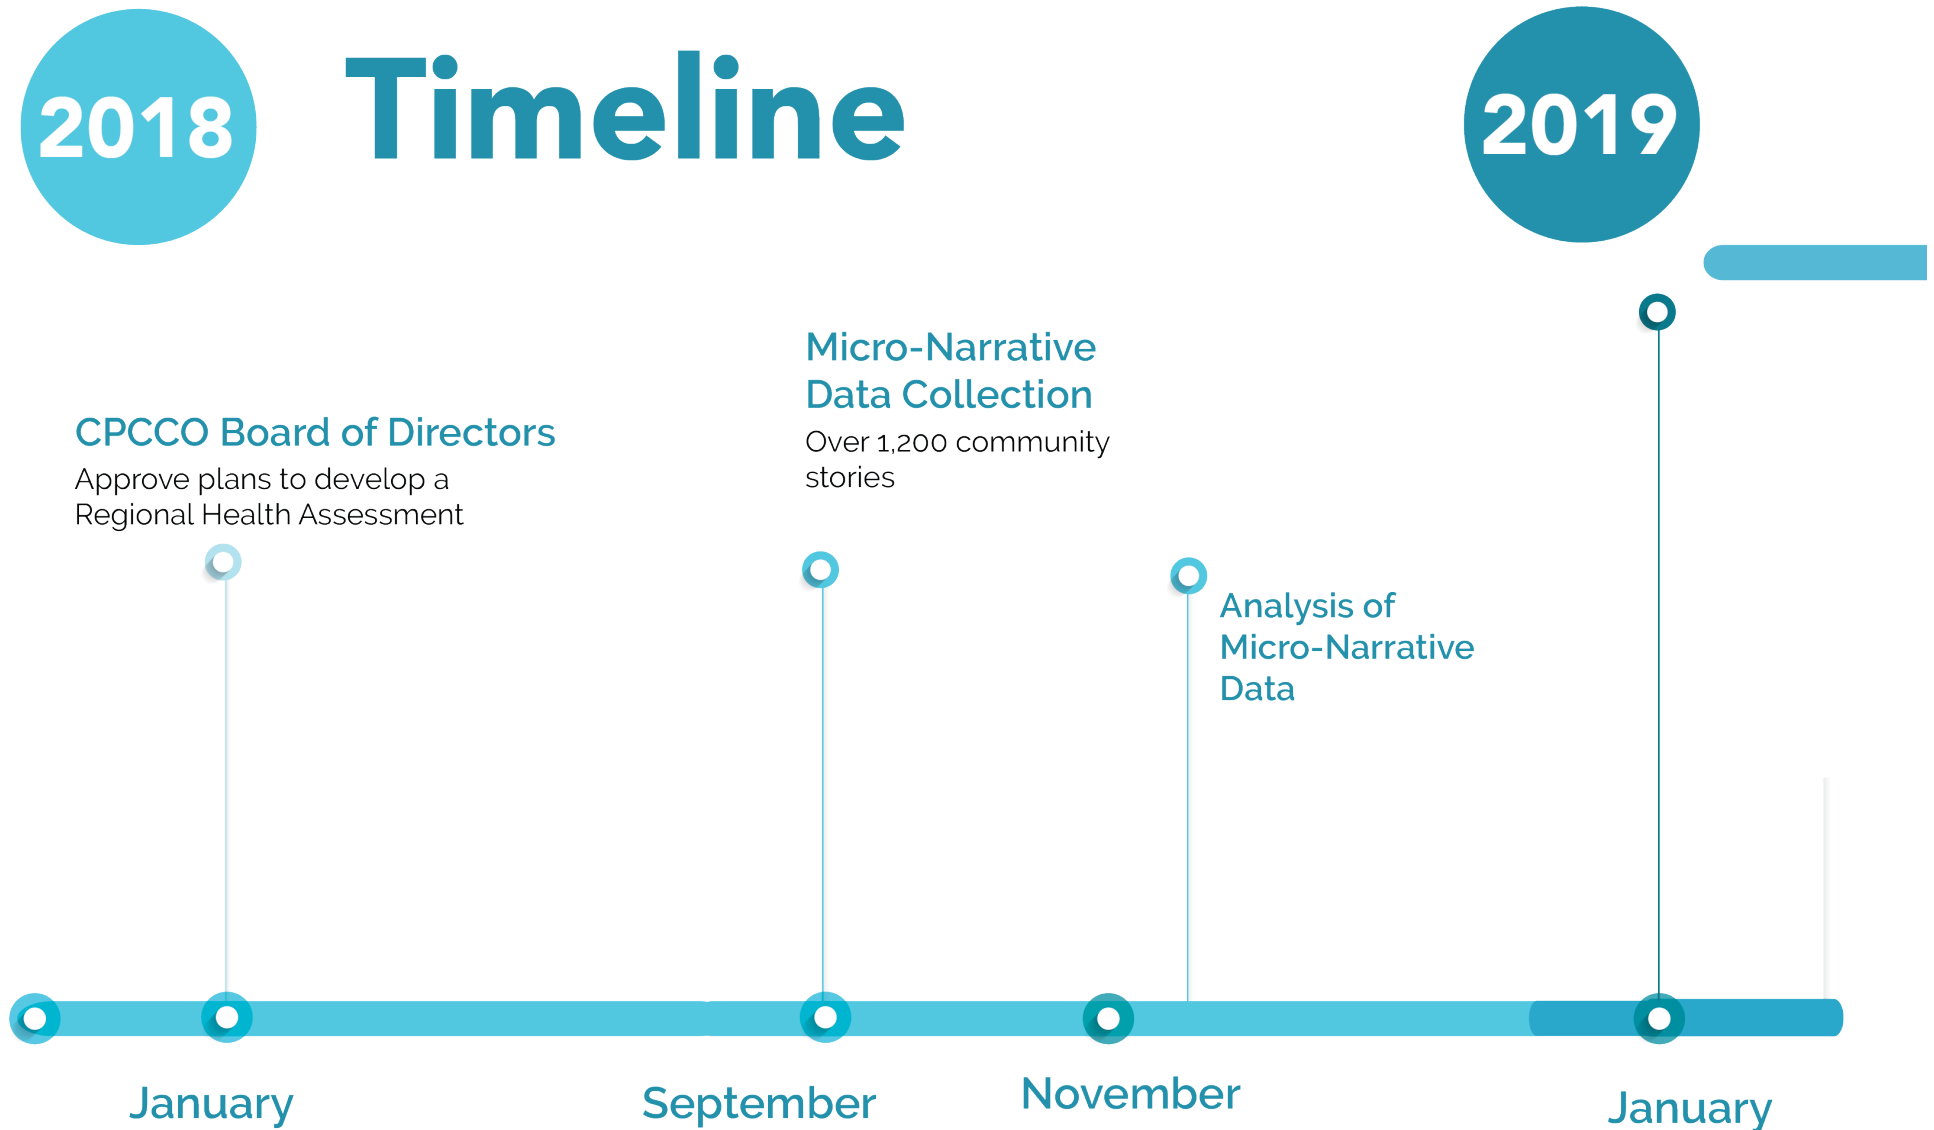 2018
Timeline
2019
CPCCO Board of Directors
Approve plans to develop a
Regional Health Assessment
Micro-Narrative
Data Collection
Over 1,200 community
stories
Analysis of
Micro-Narrative
Data
January
September
November
January